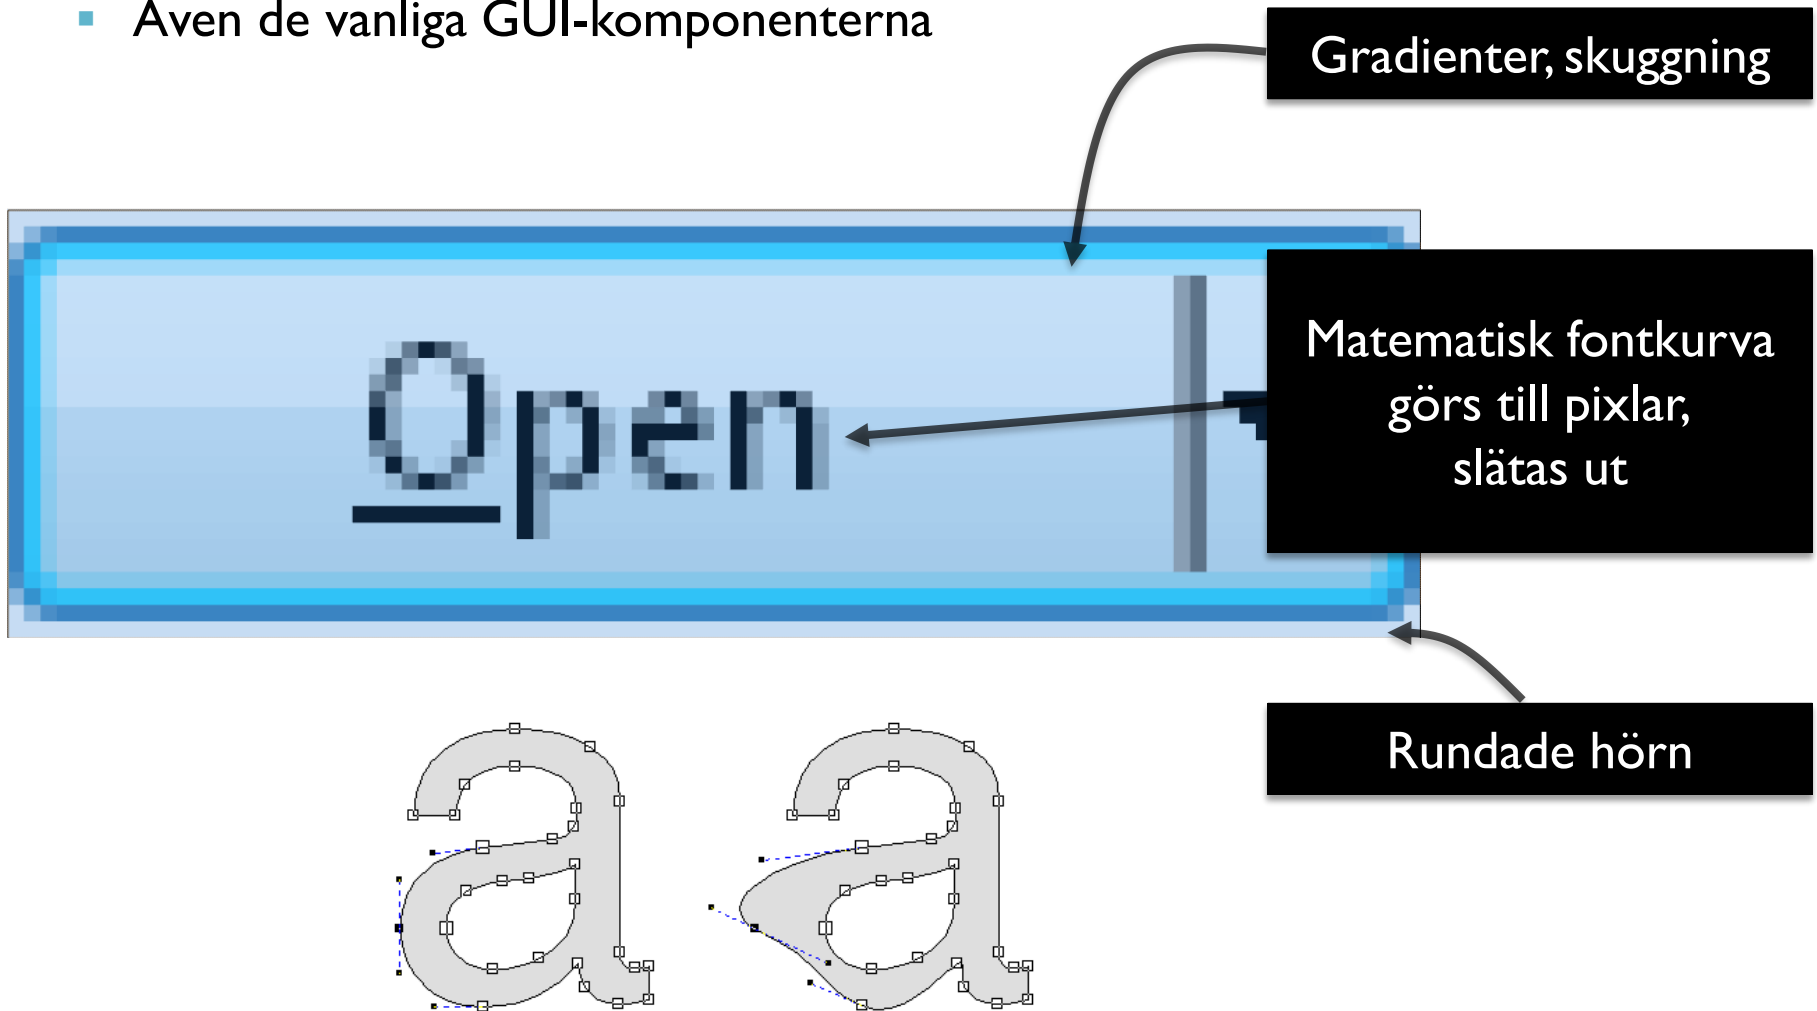 Även de vanliga GUI-komponenterna
Gradienter, skuggning
Open
Matematisk fontkurva
görs till pixlar,
slätas ut
Rundade hörn
a a